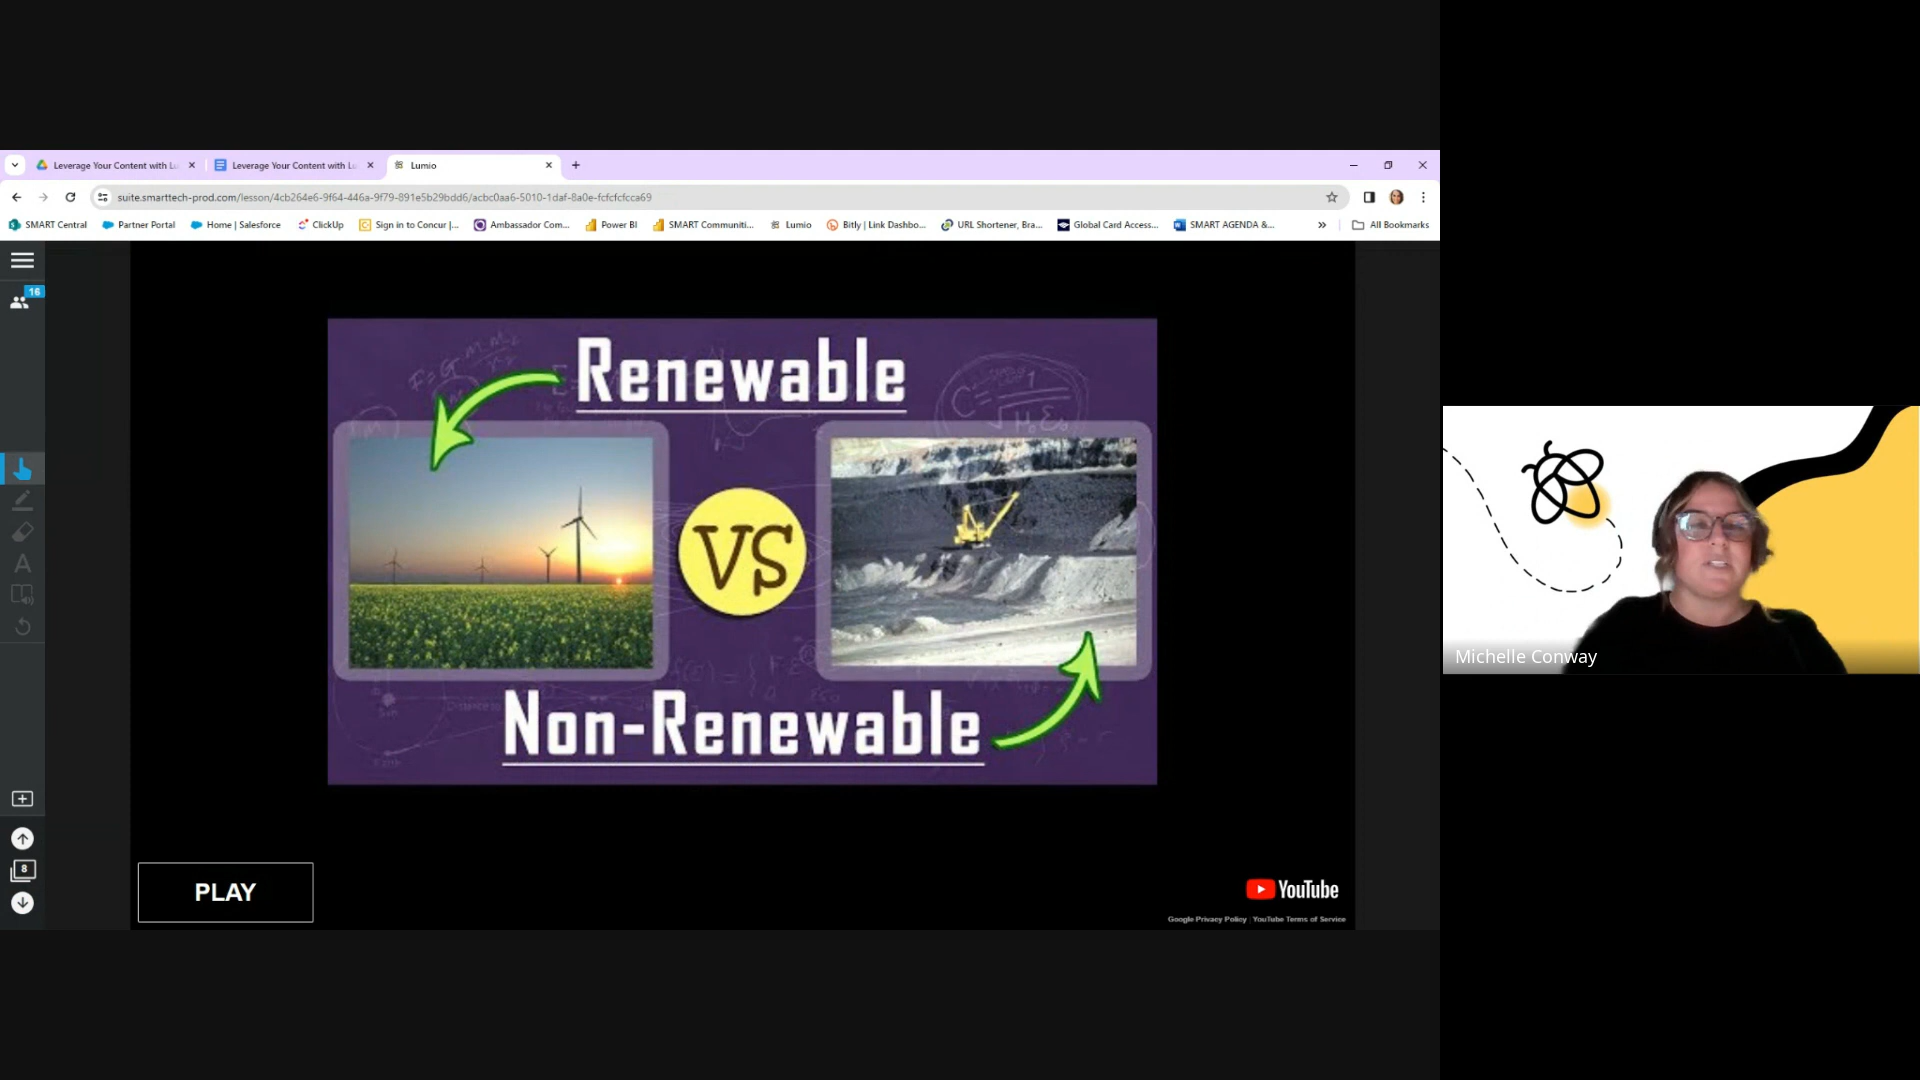 Leverage Your Content with Lu
Leverage Your Content with Lu
Lumio
suite.smarttech-prod.com/lesson/4cb264e6-9f64-446a-9f79-891e5b29bdd6/acbc0aa6-5010-1daf-8a0e-fcfcfcfcca69
SMART Central
Partner Portal
Home | Salesforce
ClickUp
Sign in to Concur |...
Ambassador Com...
Power BI
SMART Communiti...
Lumio
Bitly | Link Dashbo...
URL Shortener, Bra...
Global Card Access...
SMART AGENDA &...
All Bookmarks
16
Renewable
VS
Non-Renewable
A
8
PLAY
YouTube
Google Privacy Policy
YouTube Terms of Service
Michelle Conway